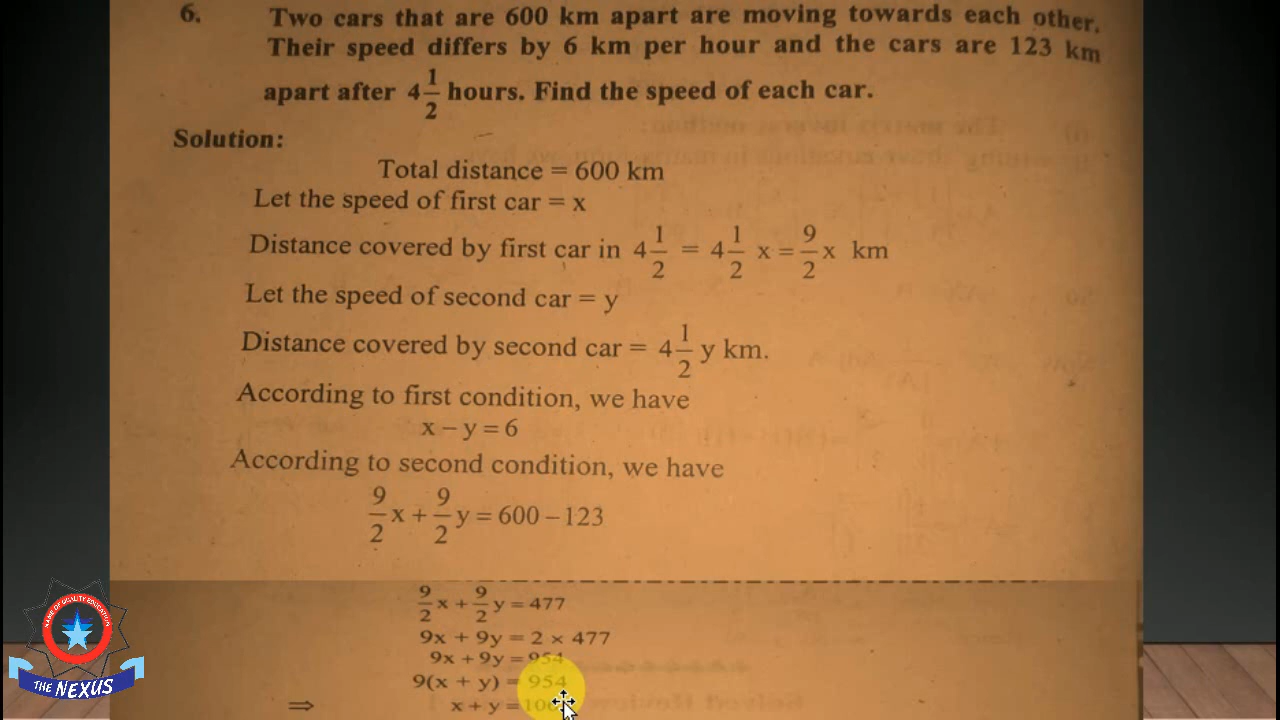 6. Two cars that are 600 km apart are moving towards each other.
Their speed differs by 6 km per hour and the cars are 123 km
apart after 4 1/2 hours. Find the speed of each car.
Solution:
Total distance = 600 km
Let the speed of first car = x
Distance covered by first car in 4 1/2 = 4 1/2 x = 9/2 x km
Let the speed of second car = y
Distance covered by second car = 4 1/2 y km.
According to first condition, we have
x – y = 6
According to second condition, we have
9/2 x + 9/2 y = 600 – 123
9/2 x + 9/2 y = 477
9x + 9y = 2 × 477
9x + 9y = 954
9(x + y) = 954
⇒ x + y =
NAME OF QUALITY EDUCATION
THE NEXUS